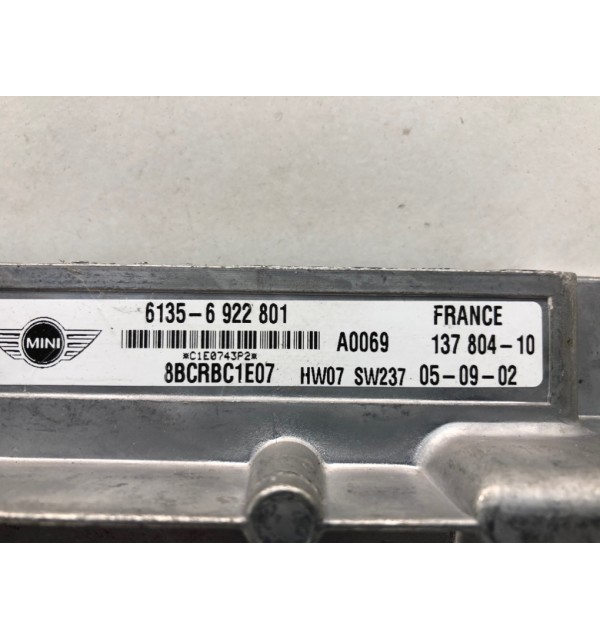 6135-6 922 801
FRANCE
MINI
A0069
137 804-10
*C1E0743P2*
8BCRBC1E07 HW07 SW237 05-09-02